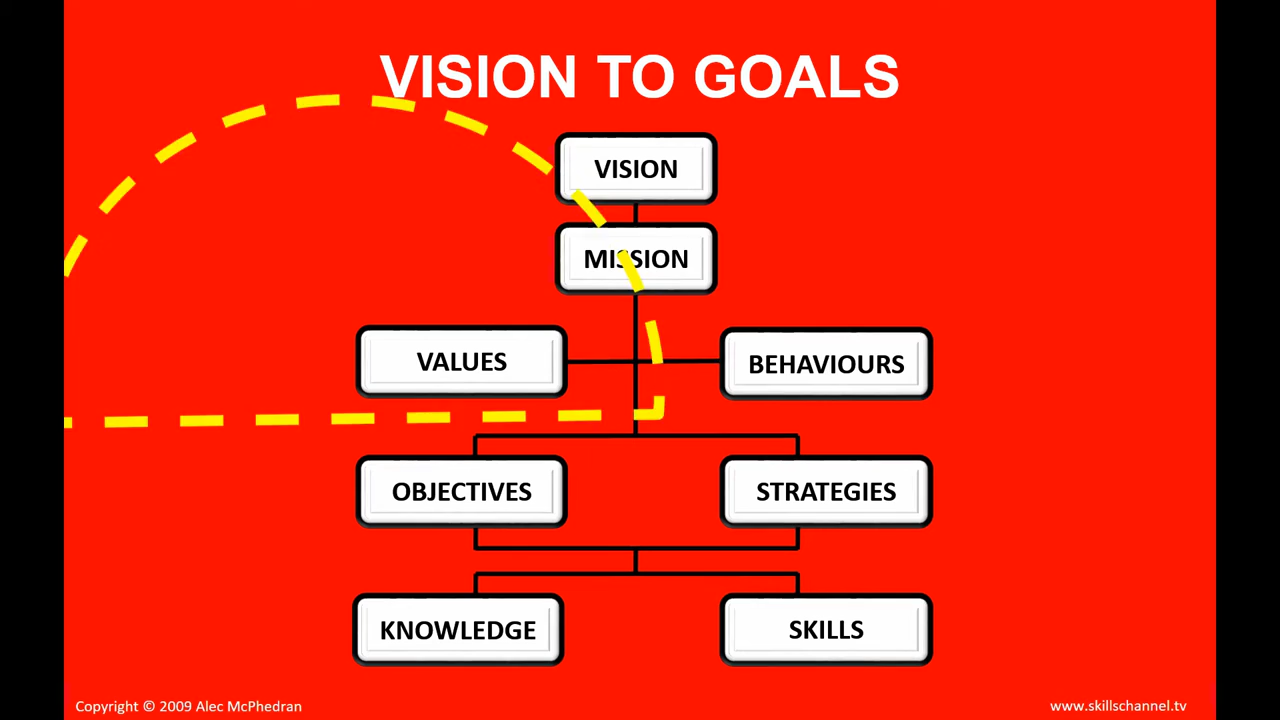 VISION TO GOALS
VISION
MISSION
VALUES
BEHAVIOURS
OBJECTIVES
STRATEGIES
KNOWLEDGE
SKILLS
Copyright © 2009 Alec McPhedran
www.skillschannel.tv